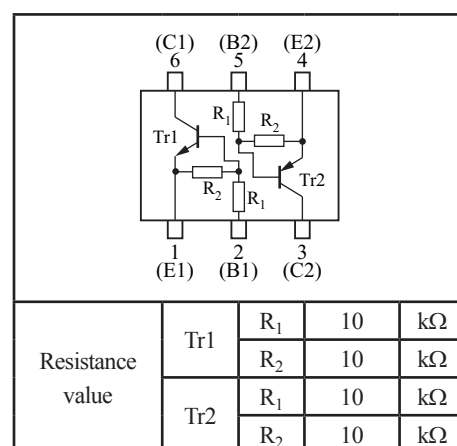 (C1) (B2) (E2)
6 5 4
R1 R2
Tr1
R2 R1 Tr2
1 2 3
(E1) (B1) (C2)
Resistance value Tr1 R1 10 kΩ
R2 10 kΩ
Tr2 R1 10 kΩ
R2 10 kΩ